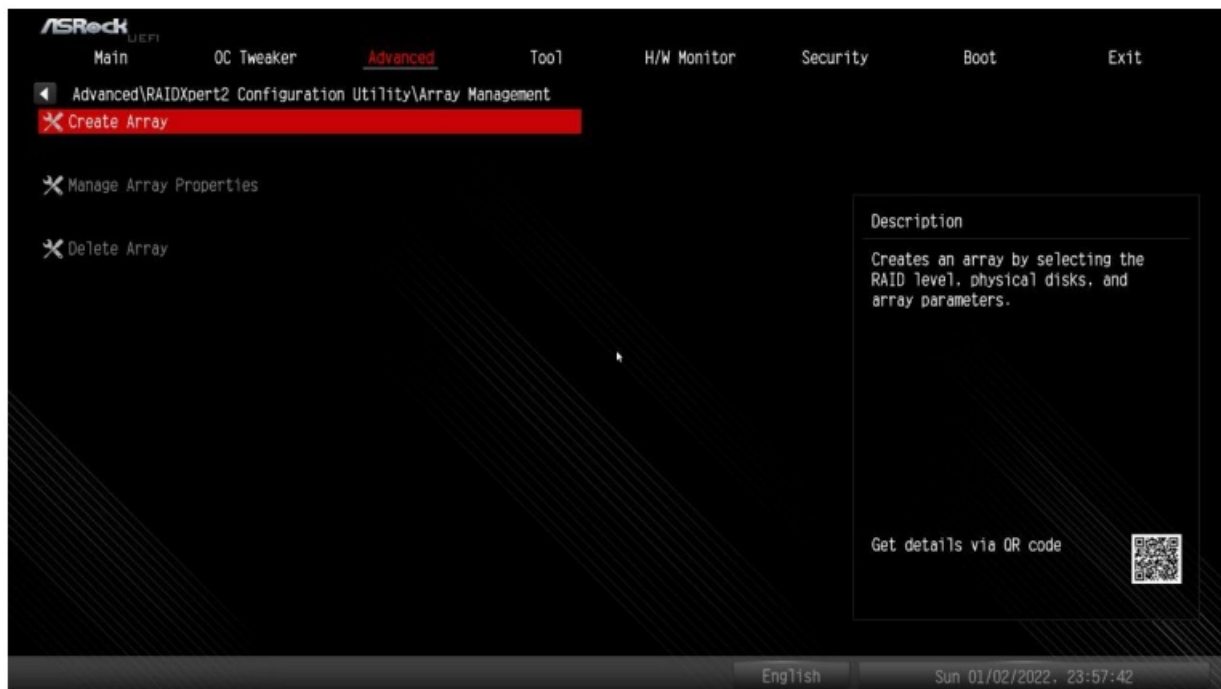 ASRock
UEFI
Main OC Tweaker Advanced Tool H/W Monitor Security Boot Exit
Advanced\RAIDXpert2 Configuration Utility\Array Management
Create Array
Manage Array Properties
Delete Array
Description
Creates an array by selecting the
RAID level, physical disks, and
array parameters.
Get details via QR code
English Sun 01/02/2022, 23:57:42